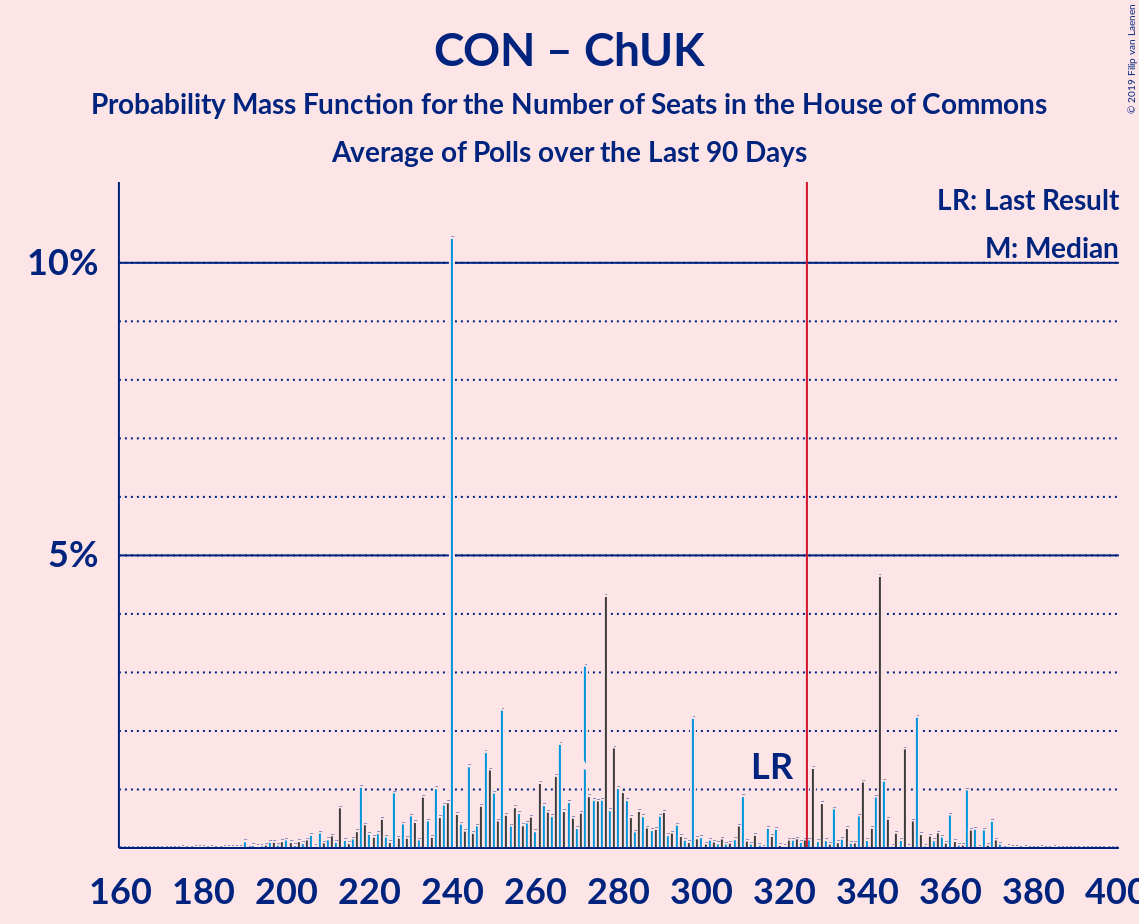 CON – ChUK
Probability Mass Function for the Number of Seats in the House of Commons
Average of Polls over the Last 90 Days
© 2019 Filip van Laenen
LR: Last Result
M: Median
10%
5%
LR
160 180 200 220 240 260 280 300 320 340 360 380 400